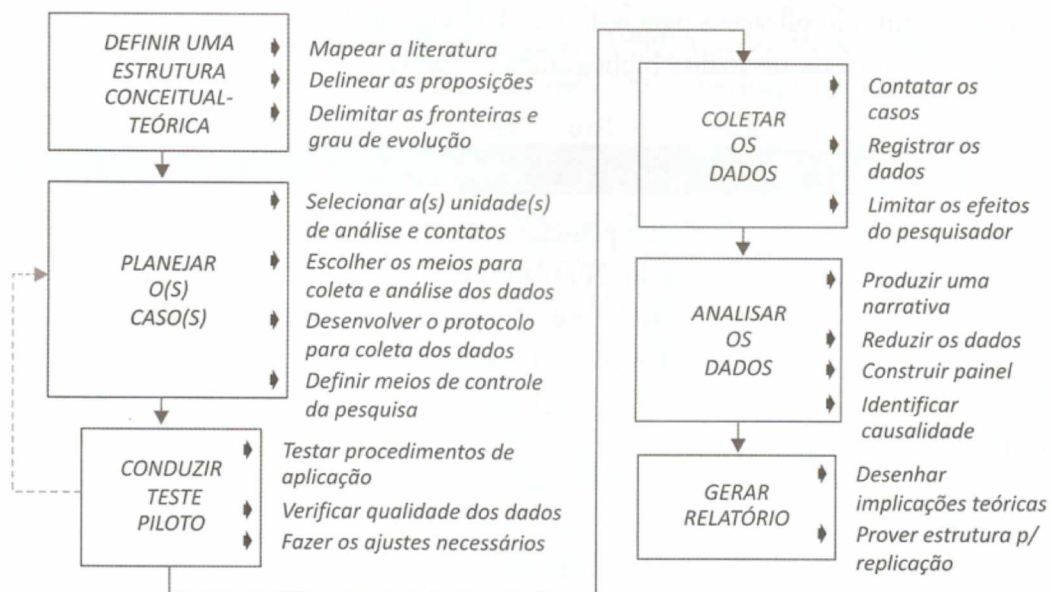 DEFINIR UMA
ESTRUTURA
CONCEITUAL-
TEÓRICA
Mapear a literatura
Delinear as proposições
Delimitar as fronteiras e
grau de evolução
PLANEJAR
O(S)
CASO(S)
Selecionar a(s) unidade(s)
de análise e contatos
Escolher os meios para
coleta e análise dos dados
Desenvolver o protocolo
para coleta dos dados
Definir meios de controle
da pesquisa
CONDUZIR
TESTE
PILOTO
Testar procedimentos de
aplicação
Verificar qualidade dos dados
Fazer os ajustes necessários
COLETAR
OS
DADOS
Contatar os
casos
Registrar os
dados
Limitar os efeitos
do pesquisador
ANALISAR
OS
DADOS
Produzir uma
narrativa
Reduzir os dados
Construir painel
Identificar
causalidade
GERAR
RELATÓRIO
Desenhar
implicações teóricas
Prover estrutura p/
replicação